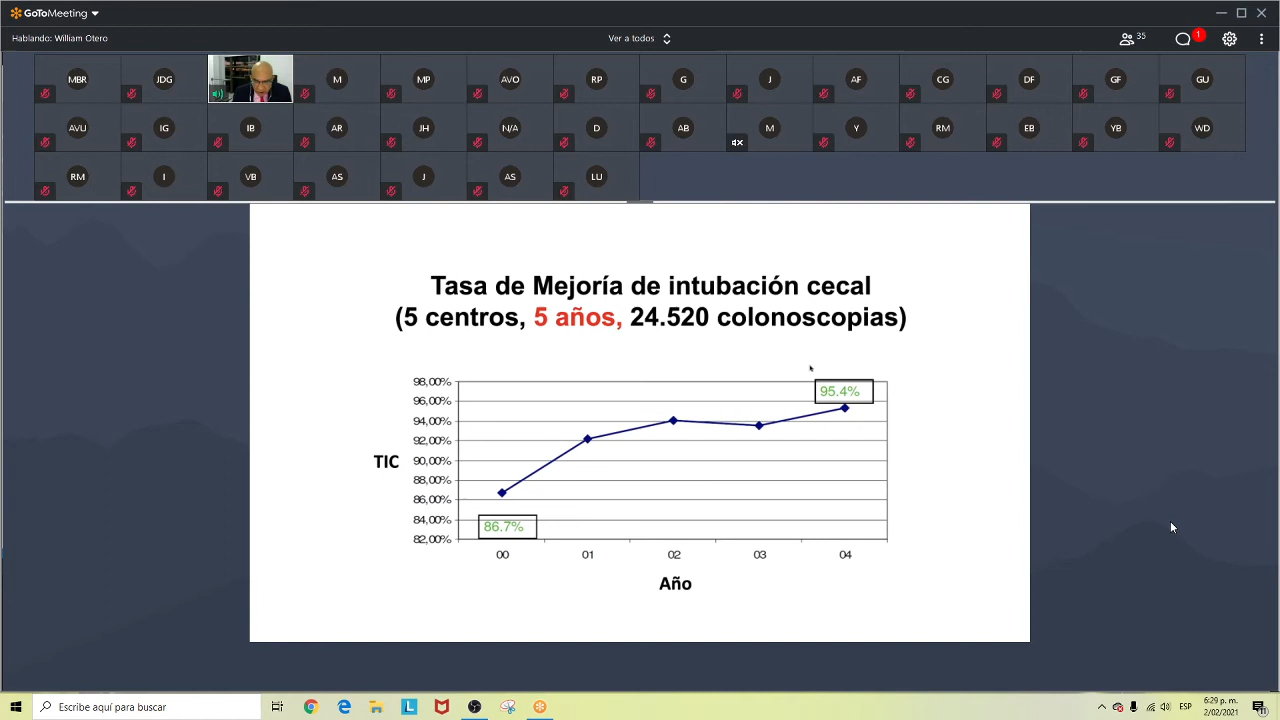 GoToMeeting
Hablando: William Otero
Ver a todos
35
1
MBR
JDG
M
MP
AVO
RP
G
J
AF
CG
DF
GF
GU
AVU
IG
IB
AR
JH
N/A
D
AB
M
Y
RM
EB
YB
WD
RM
I
VB
AS
J
AS
LU
Tasa de Mejoría de intubación cecal
(5 centros, 5 años, 24.520 colonoscopias)
98,00%
96,00%
94,00%
92,00%
90,00%
88,00%
86,00%
84,00%
82,00%
TIC
95.4%
86.7%
00
01
02
03
04
Año
Escribe aquí para buscar
L
ESP
6:29 p. m.
2/02/2021
11